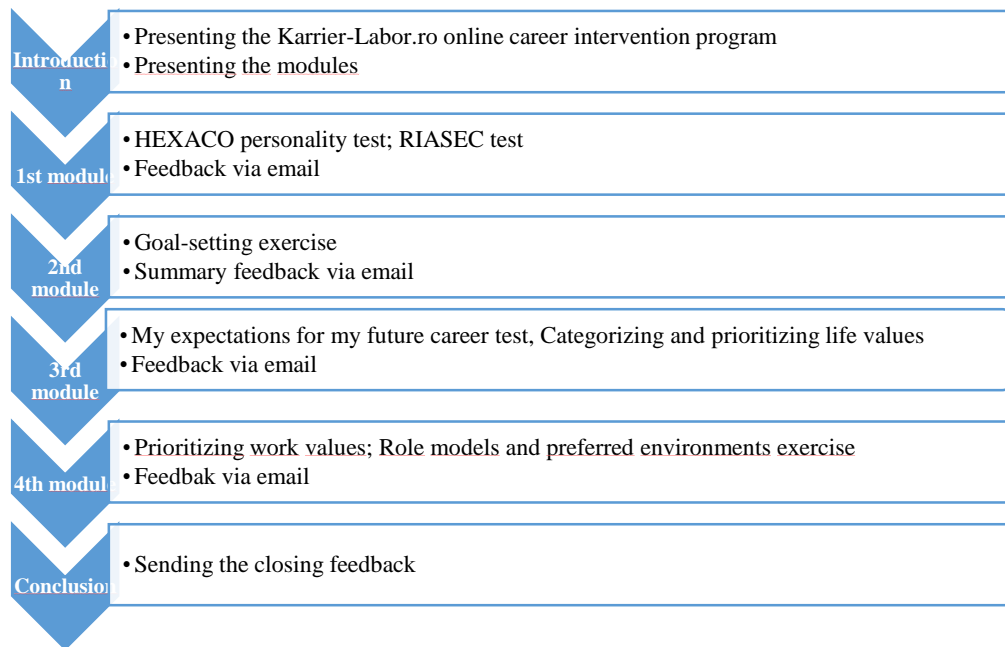 Introductio
n
• Presenting the Karrier-Labor.ro online career intervention program
• Presenting the modules
1st module
• HEXACO personality test; RIASEC test
• Feedback via email
2nd
module
• Goal-setting exercise
• Summary feedback via email
3rd
module
• My expectations for my future career test, Categorizing and prioritizing life values
• Feedback via email
4th module
• Prioritizing work values; Role models and preferred environments exercise
• Feedbak via email
Conclusion
• Sending the closing feedback